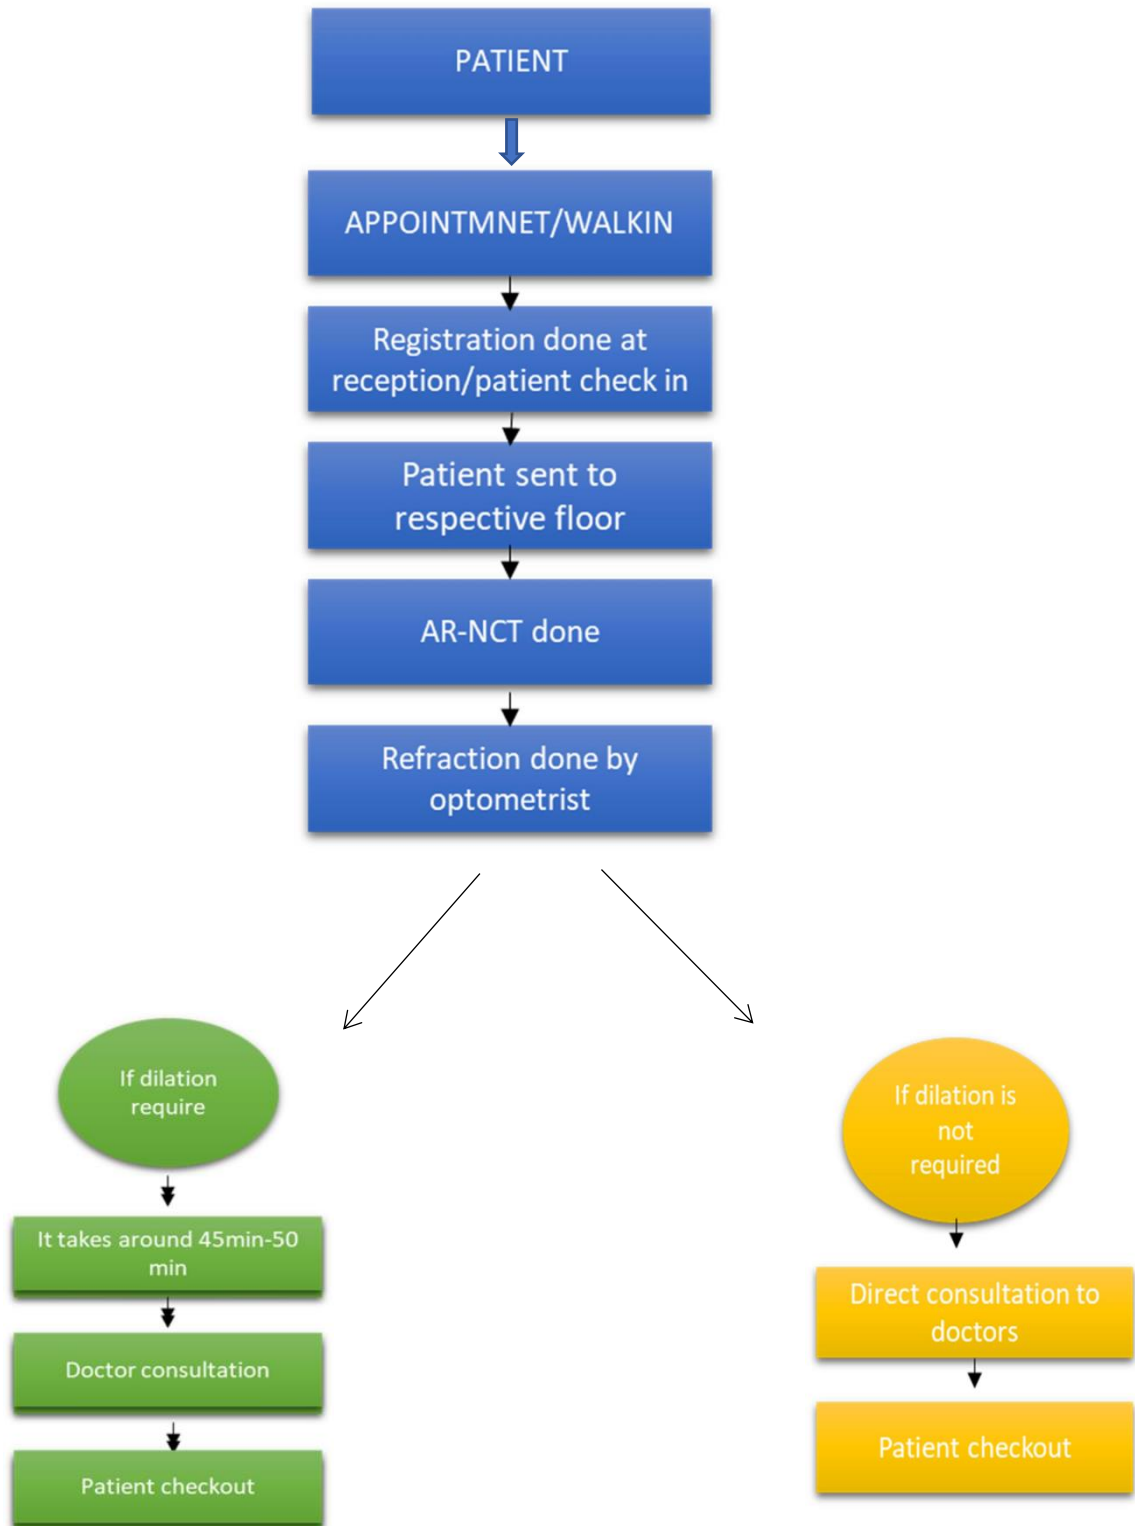 PATIENT
APPOINTMNET/WALKIN
Registration done at
reception/patient check in
Patient sent to
respective floor
AR-NCT done
Refraction done by
optometrist
If dilation
require
It takes around 45min-50
min
Doctor consultation
Patient checkout
If dilation is
not
required
Direct consultation to
doctors
Patient checkout